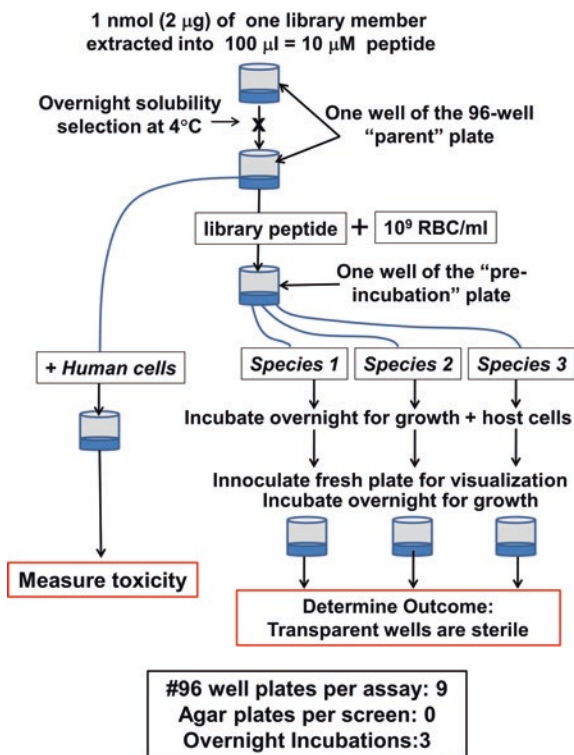 1 nmol (2 μg) of one library member
extracted into 100 μl = 10 μM peptide
Overnight solubility
selection at 4°C
X
One well of the 96-well
"parent" plate
library peptide
+
10⁹ RBC/ml
One well of the "pre-
incubation" plate
+ Human cells
Species 1
Species 2
Species 3
Incubate overnight for growth + host cells
Innoculate fresh plate for visualization
Incubate overnight for growth
Measure toxicity
Determine Outcome:
Transparent wells are sterile
#96 well plates per assay: 9
Agar plates per screen: 0
Overnight Incubations:3